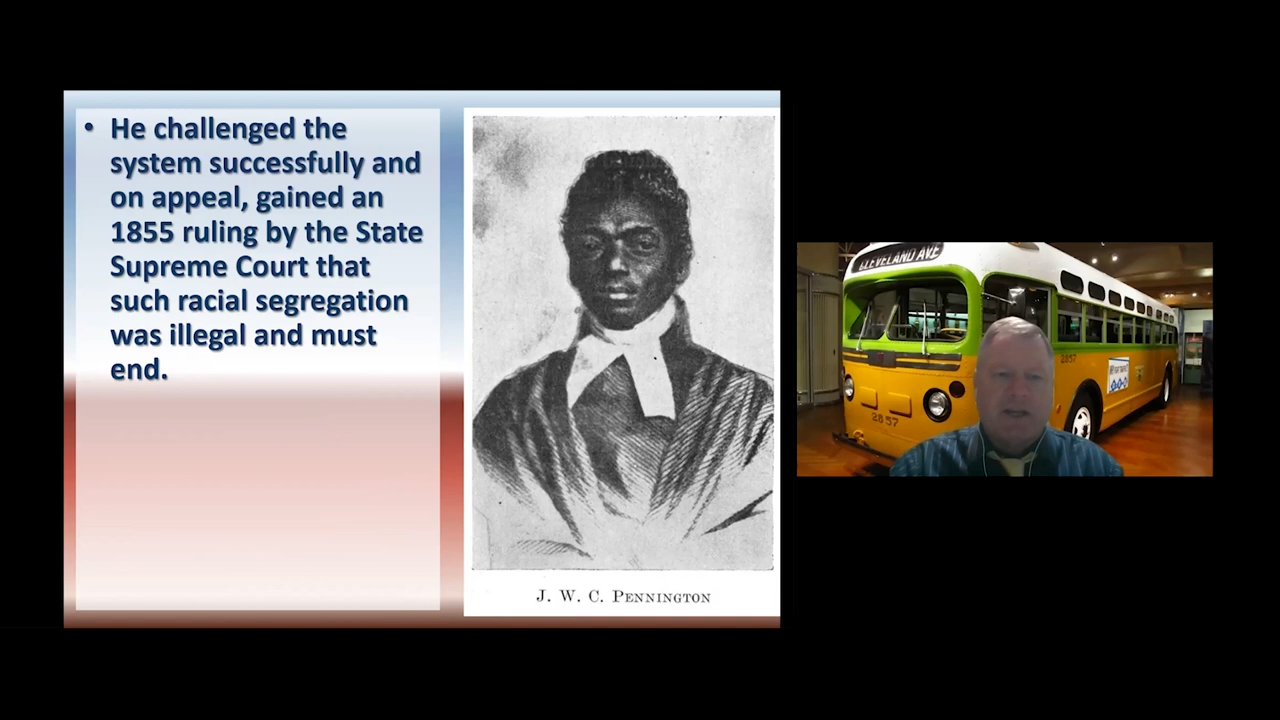 • He challenged the
system successfully and
on appeal, gained an
1855 ruling by the State
Supreme Court that
such racial segregation
was illegal and must
end.
J. W. C. PENNINGTON
CLEVELAND AVE
2857
2857